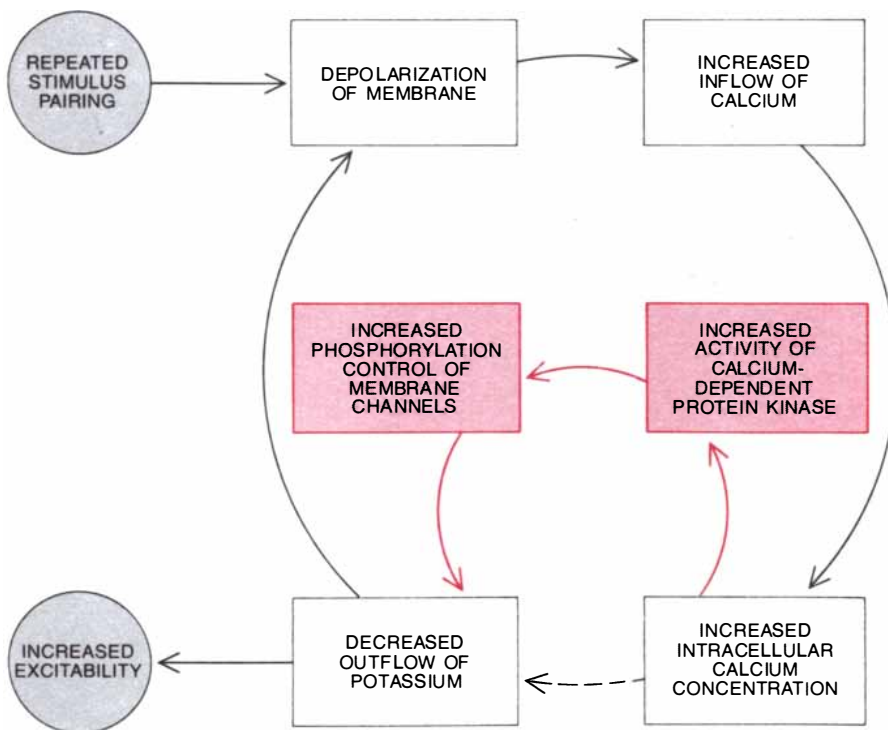 REPEATED
STIMULUS
PAIRING
DEPOLARIZATION
OF MEMBRANE
INCREASED
INFLOW OF
CALCIUM
INCREASED
PHOSPHORYLATION
CONTROL OF
MEMBRANE
CHANNELS
INCREASED
ACTIVITY OF
CALCIUM-
DEPENDENT
PROTEIN KINASE
INCREASED
EXCITABILITY
DECREASED
OUTFLOW OF
POTASSIUM
INCREASED
INTRACELLULAR
CALCIUM
CONCENTRATION